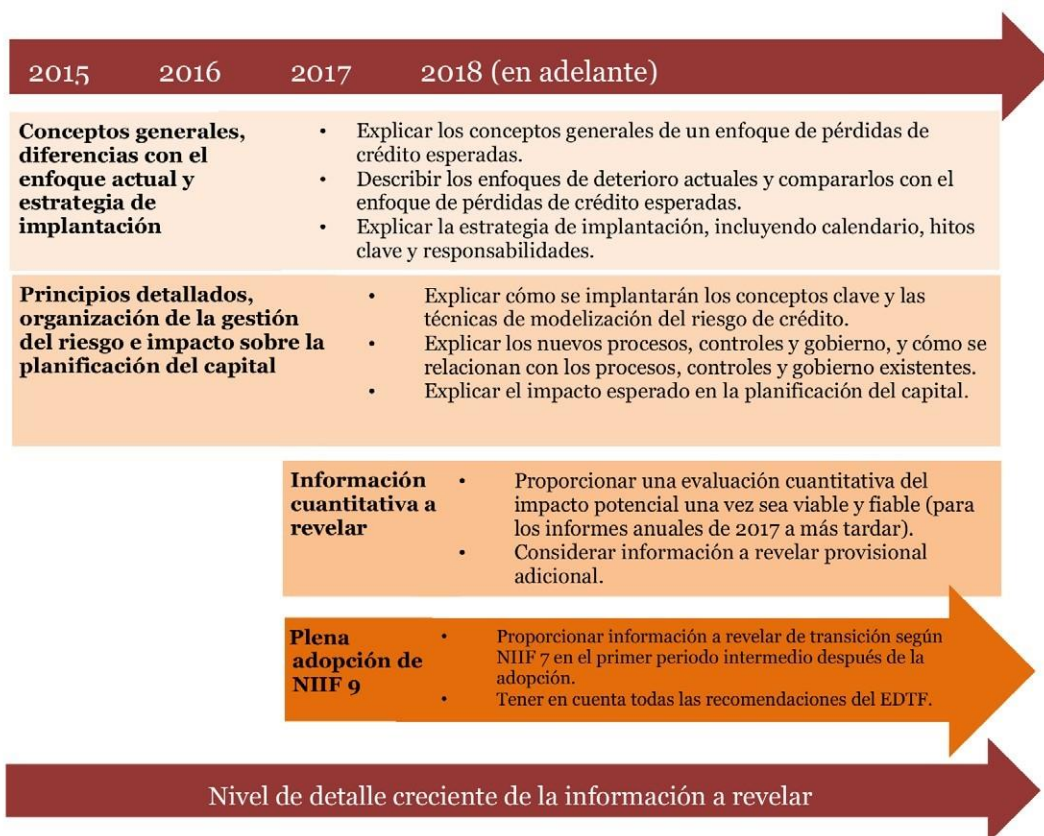 2015 2016 2017 2018 (en adelante)
Conceptos generales,
diferencias con el
enfoque actual y
estrategia de
implantación
• Explicar los conceptos generales de un enfoque de pérdidas de
crédito esperadas.
• Describir los enfoques de deterioro actuales y compararlos con el
enfoque de pérdidas de crédito esperadas.
• Explicar la estrategia de implantación, incluyendo calendario, hitos
clave y responsabilidades.
Principios detallados,
organización de la gestión
del riesgo e impacto sobre la
planificación del capital
• Explicar cómo se implantarán los conceptos clave y las
técnicas de modelización del riesgo de crédito.
• Explicar los nuevos procesos, controles y gobierno, y cómo se
relacionan con los procesos, controles y gobierno existentes.
• Explicar el impacto esperado en la planificación del capital.
Información
cuantitativa a
revelar
• Proporcionar una evaluación cuantitativa del
impacto potencial una vez sea viable y fiable (para
los informes anuales de 2017 a más tardar).
• Considerar información a revelar provisional
adicional.
Plena
adopción de
NIIF 9
• Proporcionar información a revelar de transición según
NIIF 7 en el primer periodo intermedio después de la
adopción.
• Tener en cuenta todas las recomendaciones del EDTF.
Nivel de detalle creciente de la información a revelar